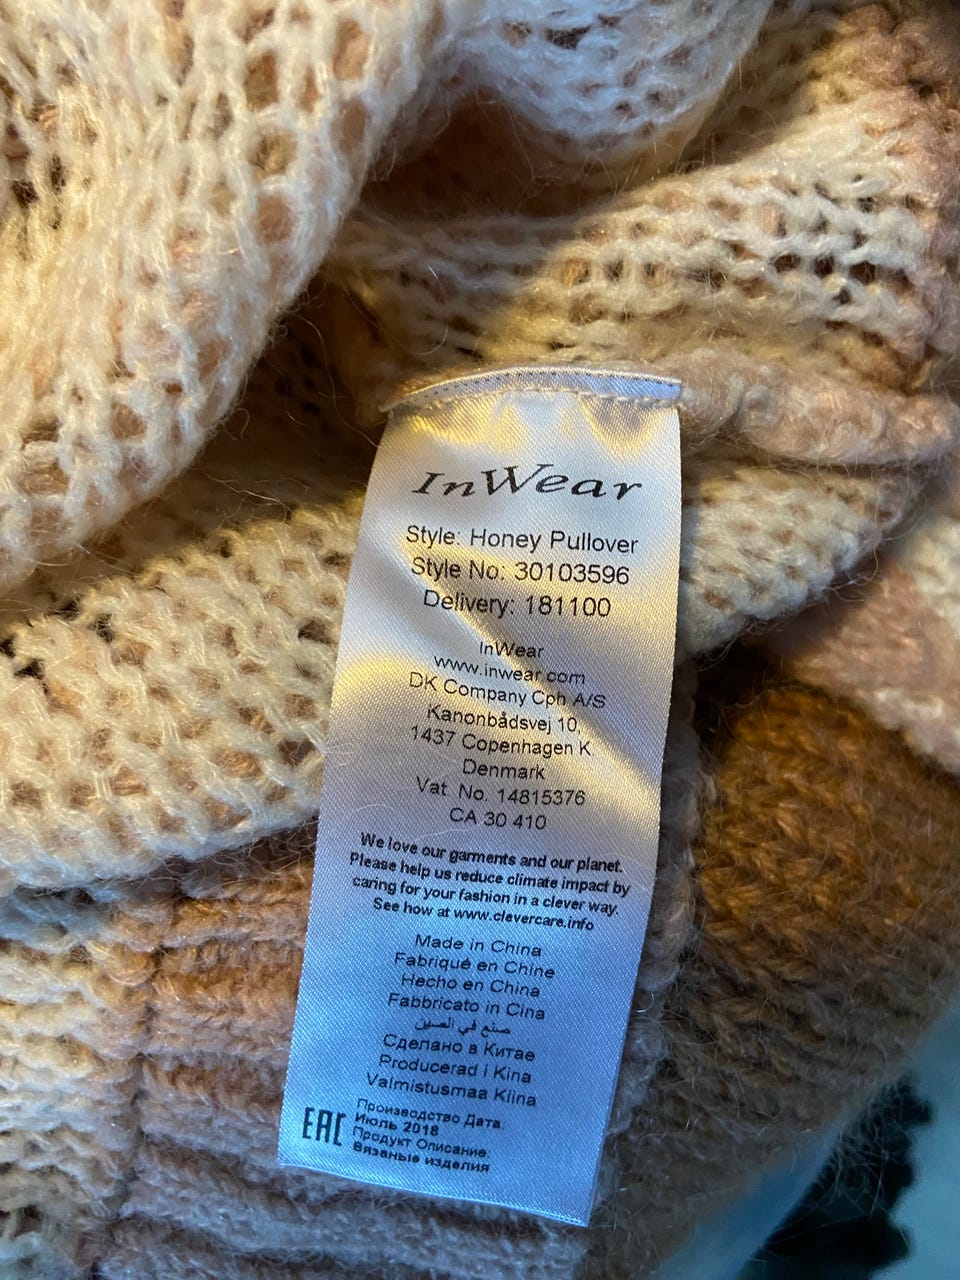 InWear
Style: Honey Pullover
Style No: 30103596
Delivery: 181100
InWear
www.inwear.com
DK Company Cph A/S
Kanonbådsvej 10,
1437 Copenhagen K.
Denmark
Vat. No. 14815376
CA 30 410
We love our garments and our planet.
Please help us reduce climate impact by
caring for your fashion in a clever way.
See how at www.clevercare.info
Made in China
Fabriqué en Chine
Hecho en China
Fabbricato in Cina
صنع في الصين
Сделано в Китае
Producerad i Kina
Valmistusmaa Kiina
EAC
Производство Дата:
Июль 2018
Продукт Описание:
Вязаные изделия